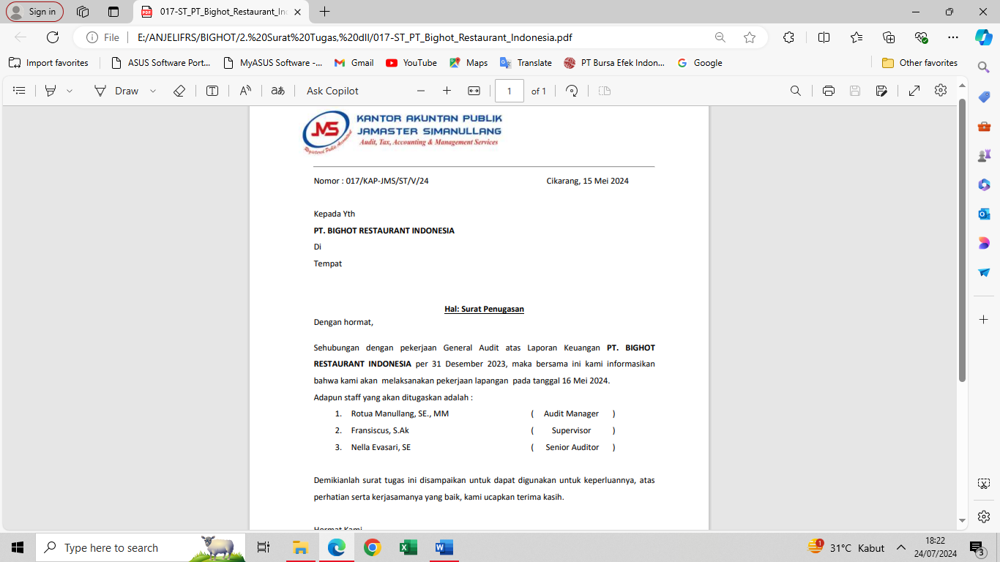 Sign in
017-ST_PT_Bighot_Restaurant_In
File
E:/ANJELIFRS/BIGHOT/2.%20Surat%20Tugas,%20dll/017-ST_PT_Bighot_Restaurant_Indonesia.pdf
Import favorites
ASUS Software Port...
MyASUS Software -...
Gmail
YouTube
Maps
Translate
PT Bursa Efek Indon...
Google
Other favorites
Draw
Ask Copilot
1 of 1
JMS
Registered Public Accountant
KANTOR AKUNTAN PUBLIK
JAMASTER SIMANULLANG
Audit, Tax, Accounting & Management Services
Nomor : 017/KAP-JMS/ST/V/24 Cikarang, 15 Mei 2024
Kepada Yth
PT. BIGHOT RESTAURANT INDONESIA
Di
Tempat
Hal: Surat Penugasan
Dengan hormat,
Sehubungan dengan pekerjaan General Audit atas Laporan Keuangan PT. BIGHOT
RESTAURANT INDONESIA per 31 Desember 2023, maka bersama ini kami informasikan
bahwa kami akan melaksanakan pekerjaan lapangan pada tanggal 16 Mei 2024.
Adapun staff yang akan ditugaskan adalah :
1. Rotua Manullang, SE., MM ( Audit Manager )
2. Fransiscus, S.Ak ( Supervisor )
3. Nella Evasari, SE ( Senior Auditor )
Demikianlah surat tugas ini disampaikan untuk dapat digunakan untuk keperluannya, atas
perhatian serta kerjasamanya yang baik, kami ucapkan terima kasih.
Hormat Kami
Type here to search
1
31°C Kabut
18:22
24/07/2024
3